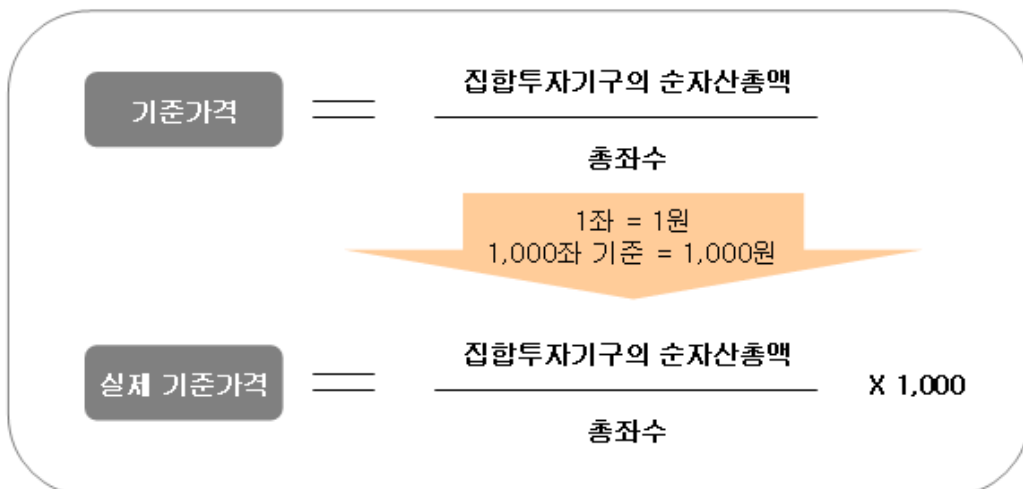 집합투자기구의 순자산총액
기준가격
총좌수
1좌 = 1원
1,000좌 기준 = 1,000원
집합투자기구의 순자산총액
실제 기준가격
X 1,000
총좌수